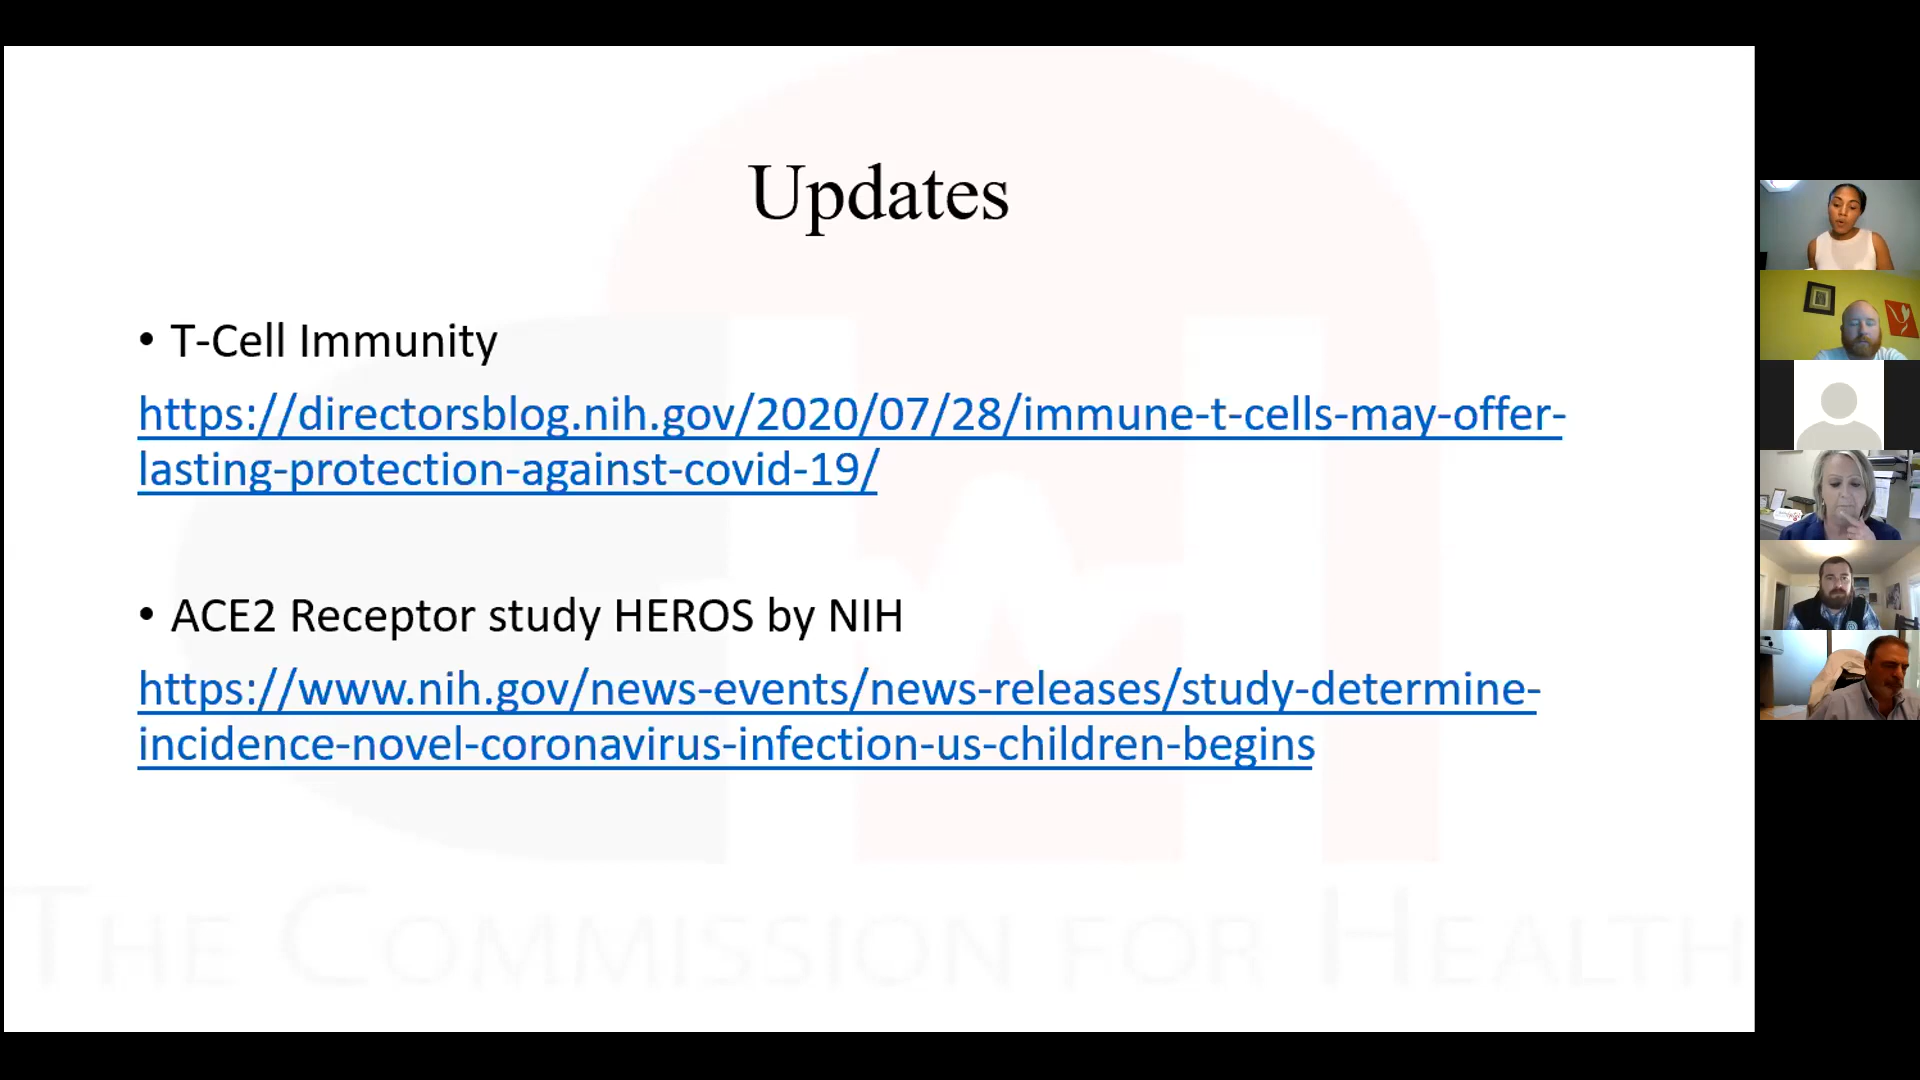 Updates
• T-Cell Immunity
https://directorsblog.nih.gov/2020/07/28/immune-t-cells-may-offer-
lasting-protection-against-covid-19/
• ACE2 Receptor study HEROS by NIH
https://www.nih.gov/news-events/news-releases/study-determine-
incidence-novel-coronavirus-infection-us-children-begins
THE COMMISSION FOR HEALTH